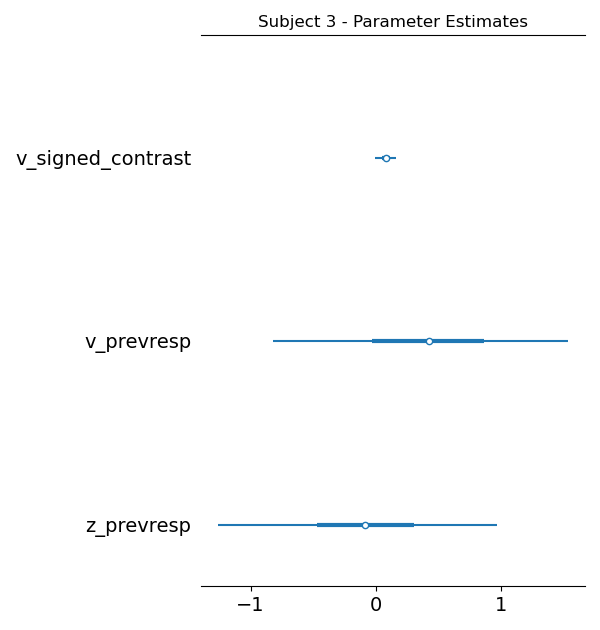 Subject 3 - Parameter Estimates
v_signed_contrast
v_prevresp
z_prevresp
−1 0 1